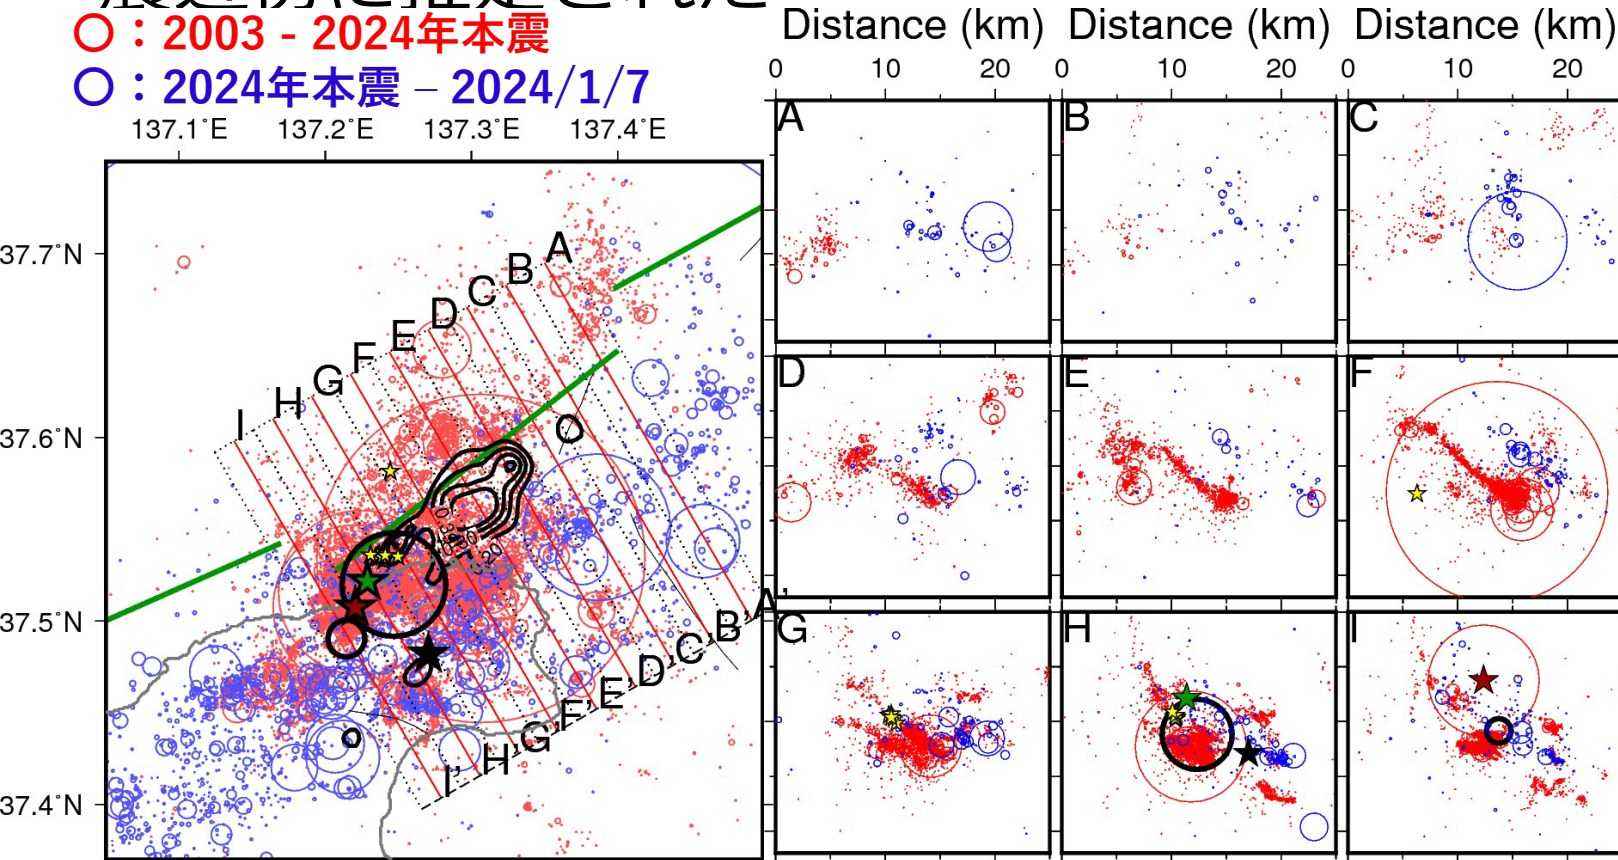 〇：2003 - 2024年本震
〇：2024年本震 – 2024/1/7
137.1°E 137.2°E 137.3°E 137.4°E
37.7°N
37.6°N
37.5°N
37.4°N
A
B
C
D
E
F
G
H
I
A'
B'
C'
D'
E'
F'
G'
H'
I'
Distance (km) Distance (km) Distance (km)
0 10 20 0 10 20 0 10 20
A B C
D E F
G H I